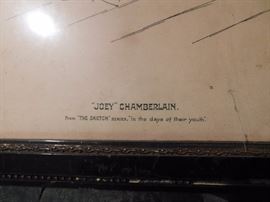 "JOEY" CHAMBERLAIN.
From "THE SKETCH" SERIES, "in the days of their youth".